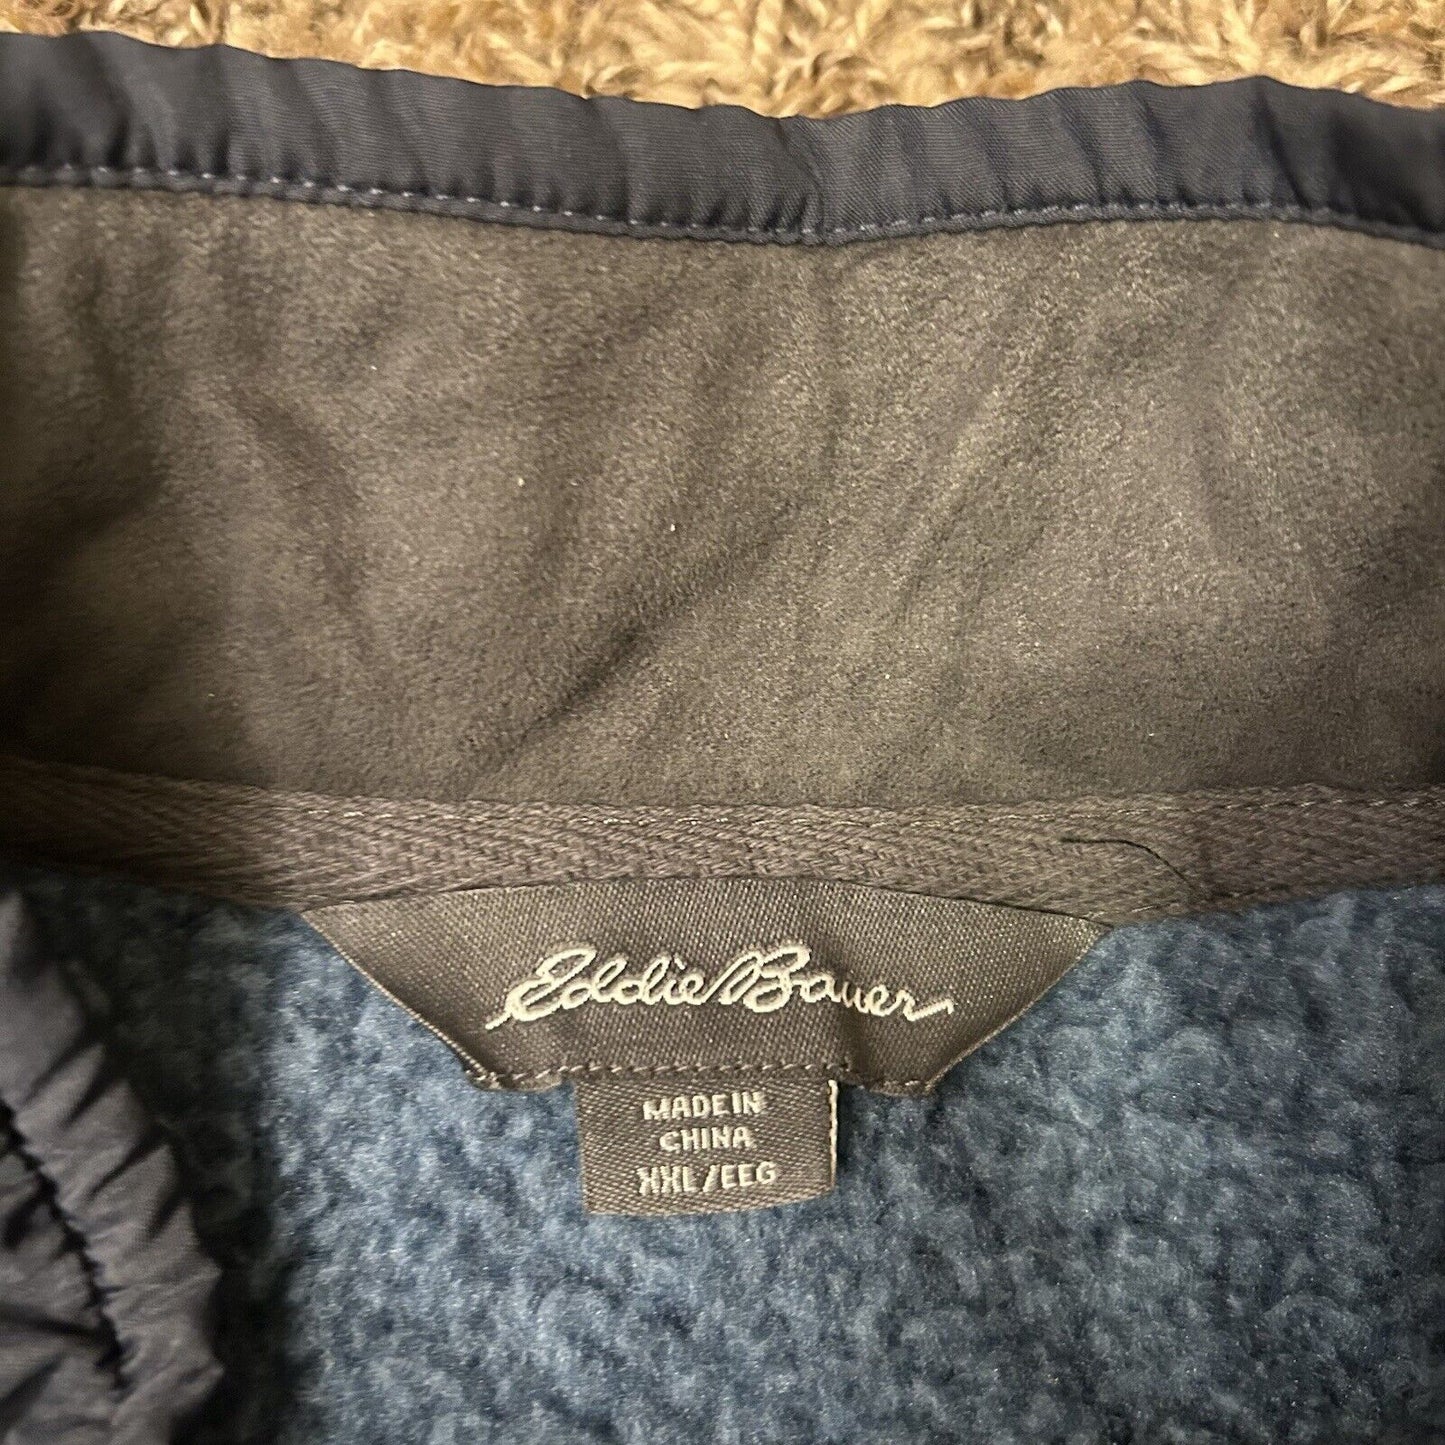 Eddie Bauer
MADE IN
CHINA
XXL/EEG